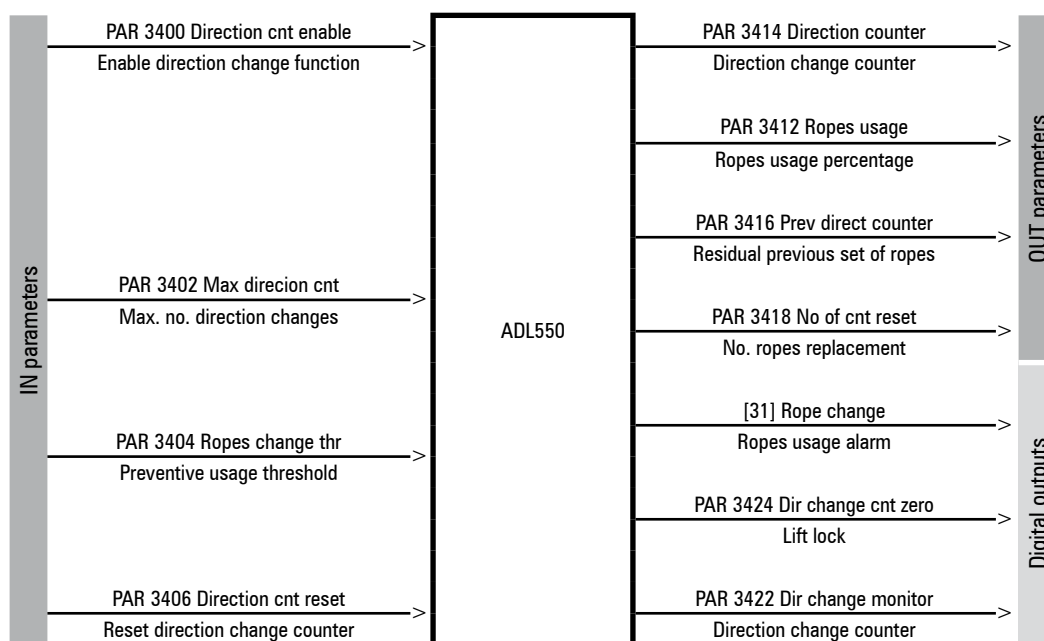 IN parameters
PAR 3400 Direction cnt enable
Enable direction change function
PAR 3402 Max direcion cnt
Max. no. direction changes
PAR 3404 Ropes change thr
Preventive usage threshold
PAR 3406 Direction cnt reset
Reset direction change counter
ADL550
PAR 3414 Direction counter
Direction change counter
PAR 3412 Ropes usage
Ropes usage percentage
PAR 3416 Prev direct counter
Residual previous set of ropes
PAR 3418 No of cnt reset
No. ropes replacement
[31] Rope change
Ropes usage alarm
PAR 3424 Dir change cnt zero
Lift lock
PAR 3422 Dir change monitor
Direction change counter
OUT parameters
Digital outputs